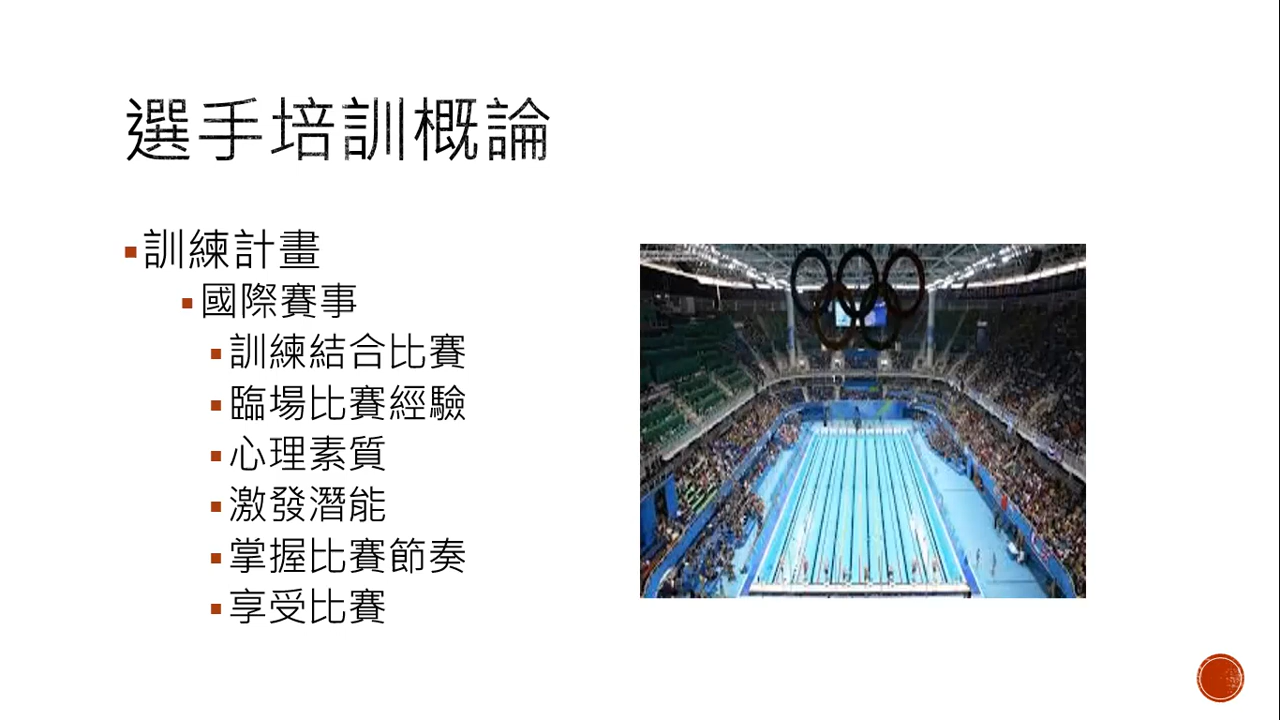 選手培訓概論
訓練計畫
國際賽事
訓練結合比賽
臨場比賽經驗
心理素質
激發潛能
掌握比賽節奏
享受比賽